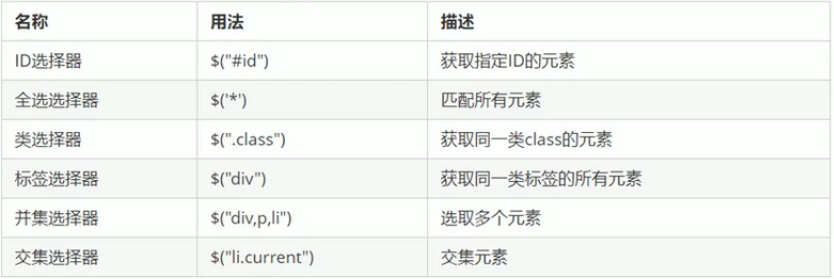 名称 用法 描述
ID选择器 $("#id") 获取指定ID的元素
全选选择器 $('*') 匹配所有元素
类选择器 $(".class") 获取同一类class的元素
标签选择器 $("div") 获取同一类标签的所有元素
并集选择器 $("div,p,li") 选取多个元素
交集选择器 $("li.current") 交集元素